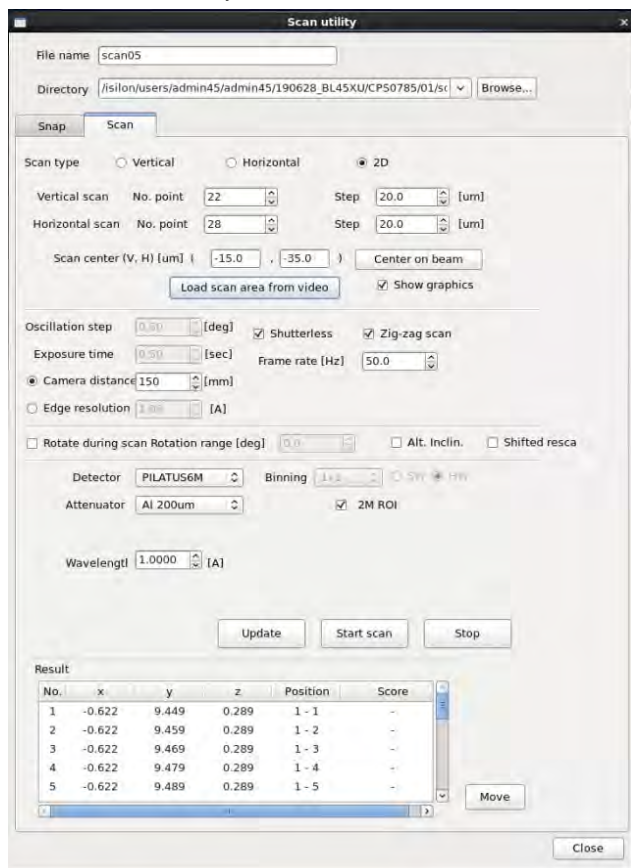 Scan utility
File name scan05
Directory /isilon/users/admin45/admin45/190628_BL45XU/CPS0785/01/sc Browse...
Snap Scan
Scan type Vertical Horizontal 2D
Vertical scan No. point 22 Step 20.0 [um]
Horizontal scan No. point 28 Step 20.0 [um]
Scan center (V, H) [um] ( -15.0 , -35.0 ) Center on beam
Load scan area from video Show graphics
Oscillation step 0.50 [deg] Shutterless Zig-zag scan
Exposure time 0.50 [sec] Frame rate [Hz] 50.0
Camera distance 150 [mm]
Edge resolution [A]
Rotate during scan Rotation range [deg] 0.0 Alt. Inclin. Shifted resca
Detector PILATUS6M Binning 1x1 SW HW
Attenuator Al 200um 2M ROI
Wavelengtl 1.0000 [A]
Update Start scan Stop
Result
No. x y z Position Score
1 -0.622 9.449 0.289 1 - 1 -
2 -0.622 9.459 0.289 1 - 2 -
3 -0.622 9.469 0.289 1 - 3 -
4 -0.622 9.479 0.289 1 - 4 -
5 -0.622 9.489 0.289 1 - 5 -
Move
Close